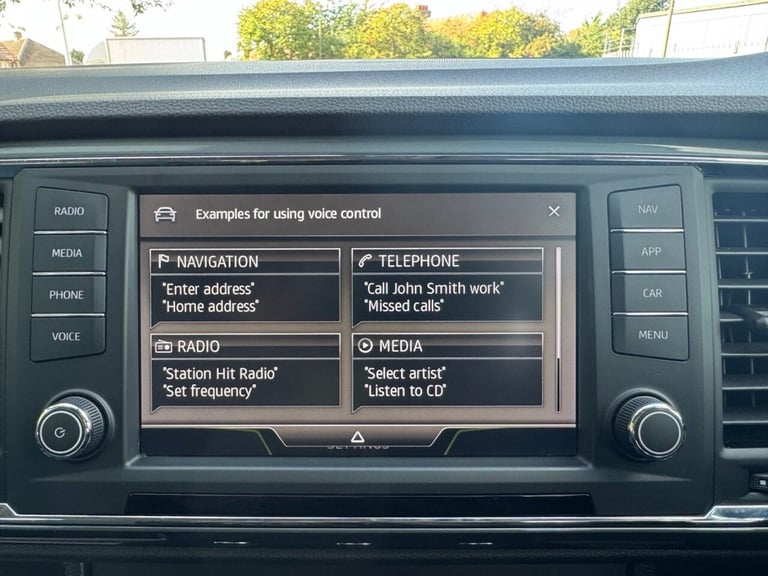 RADIO
MEDIA
PHONE
VOICE
Examples for using voice control
NAVIGATION
"Enter address"
"Home address"
TELEPHONE
"Call John Smith work"
"Missed calls"
RADIO
"Station Hit Radio"
"Set frequency"
MEDIA
"Select artist"
"Listen to CD"
NAV
APP
CAR
MENU